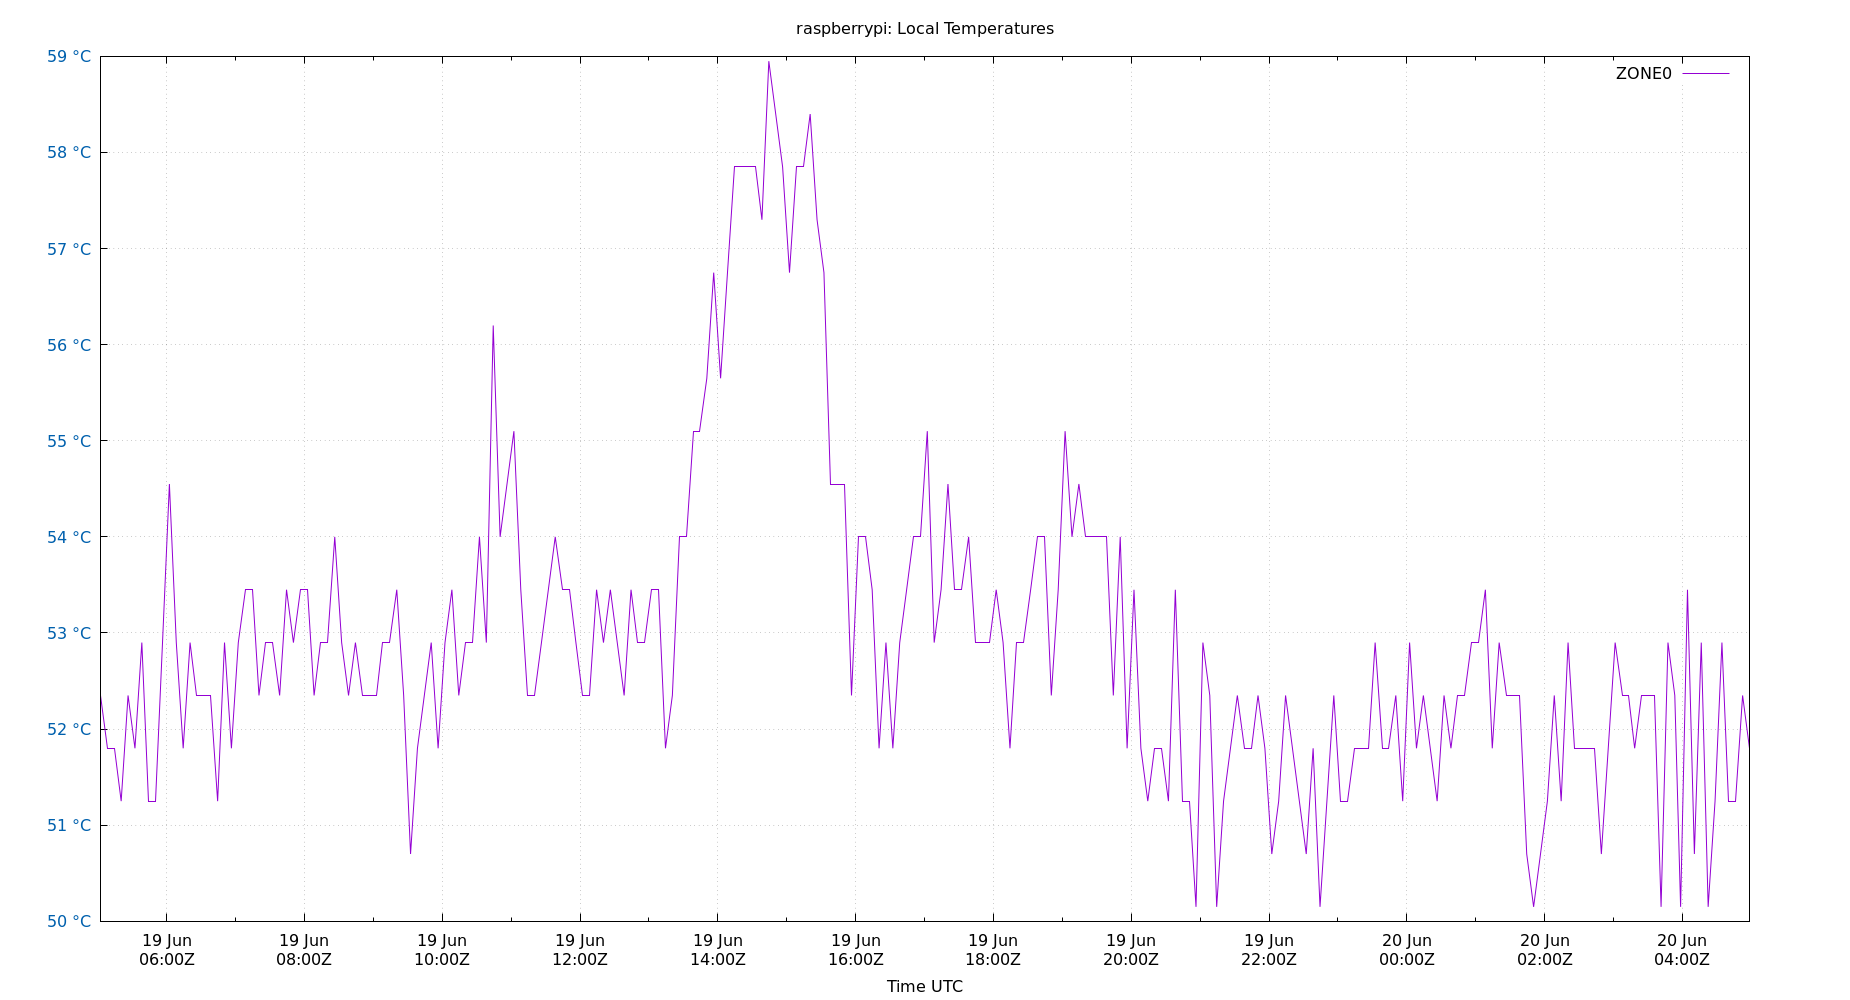 raspberrypi: Local Temperatures
59 °C
ZONE0
58 °C
57 °C
56 °C
55 °C
54 °C
53 °C
52 °C
51 °C
50 °C
19 Jun 19 Jun 19 Jun 19 Jun 19 Jun 19 Jun 19 Jun 19 Jun 19 Jun 20 Jun 20 Jun 20 Jun
06:00Z 08:00Z 10:00Z 12:00Z 14:00Z 16:00Z 18:00Z 20:00Z 22:00Z 00:00Z 02:00Z 04:00Z
Time UTC